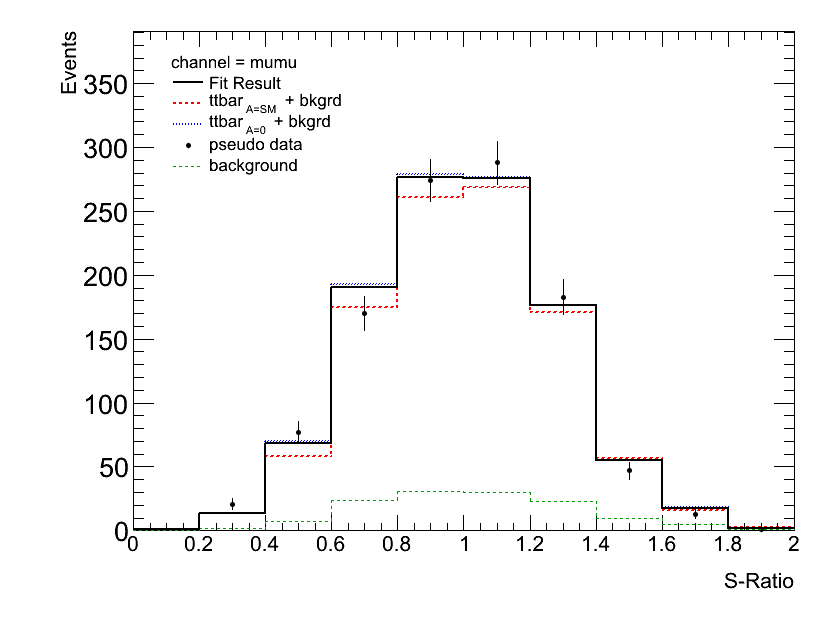 Events
channel = mumu
Fit Result
ttbar A=SM + bkgrd
ttbar A=0 + bkgrd
pseudo data
background
350
300
250
200
150
100
50
0
0 0.2 0.4 0.6 0.8 1 1.2 1.4 1.6 1.8 2
S-Ratio